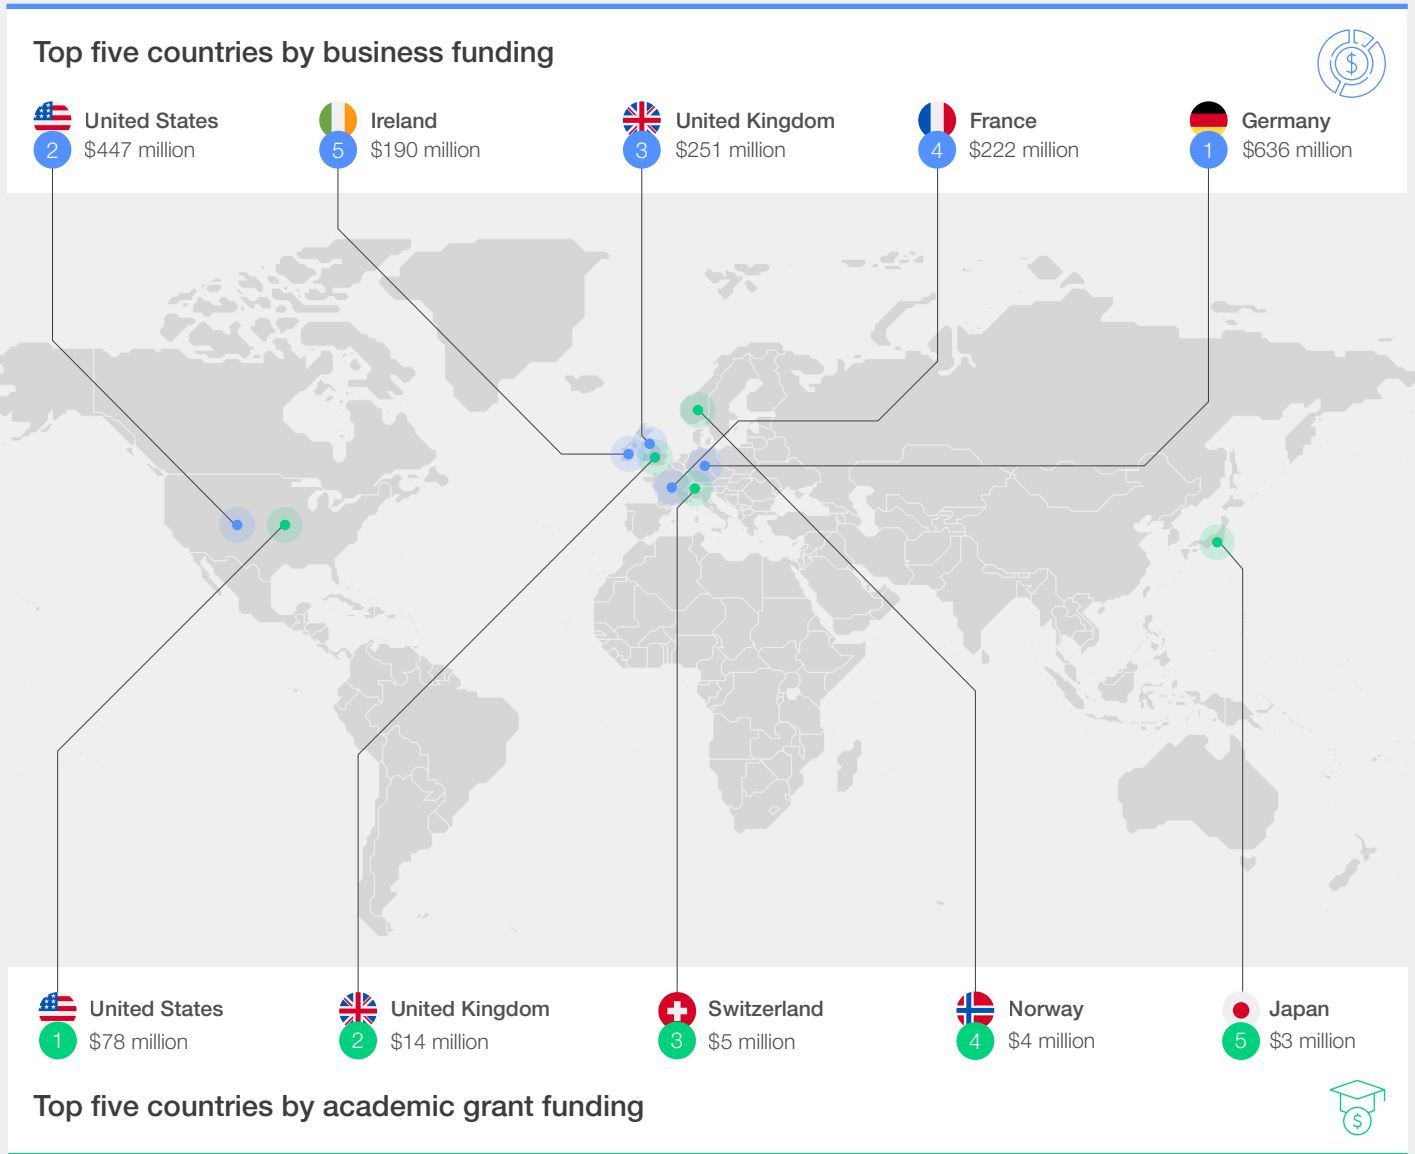 Top five countries by business funding
$
United States
Ireland
United Kingdom
France
Germany
2
$447 million
5
$190 million
3
$251 million
4
$222 million
1
$636 million
United States
United Kingdom
Switzerland
Norway
Japan
1
$78 million
2
$14 million
3
$5 million
4
$4 million
5
$3 million
Top five countries by academic grant funding
$